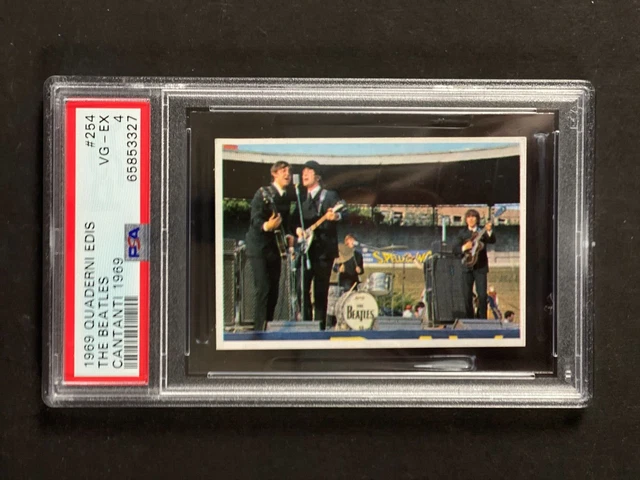 1969 QUADERNI EDIS
THE BEATLES
CANTANTI 1969
#254
VG-EX
4
65853327
PSA
THE
BEATLES